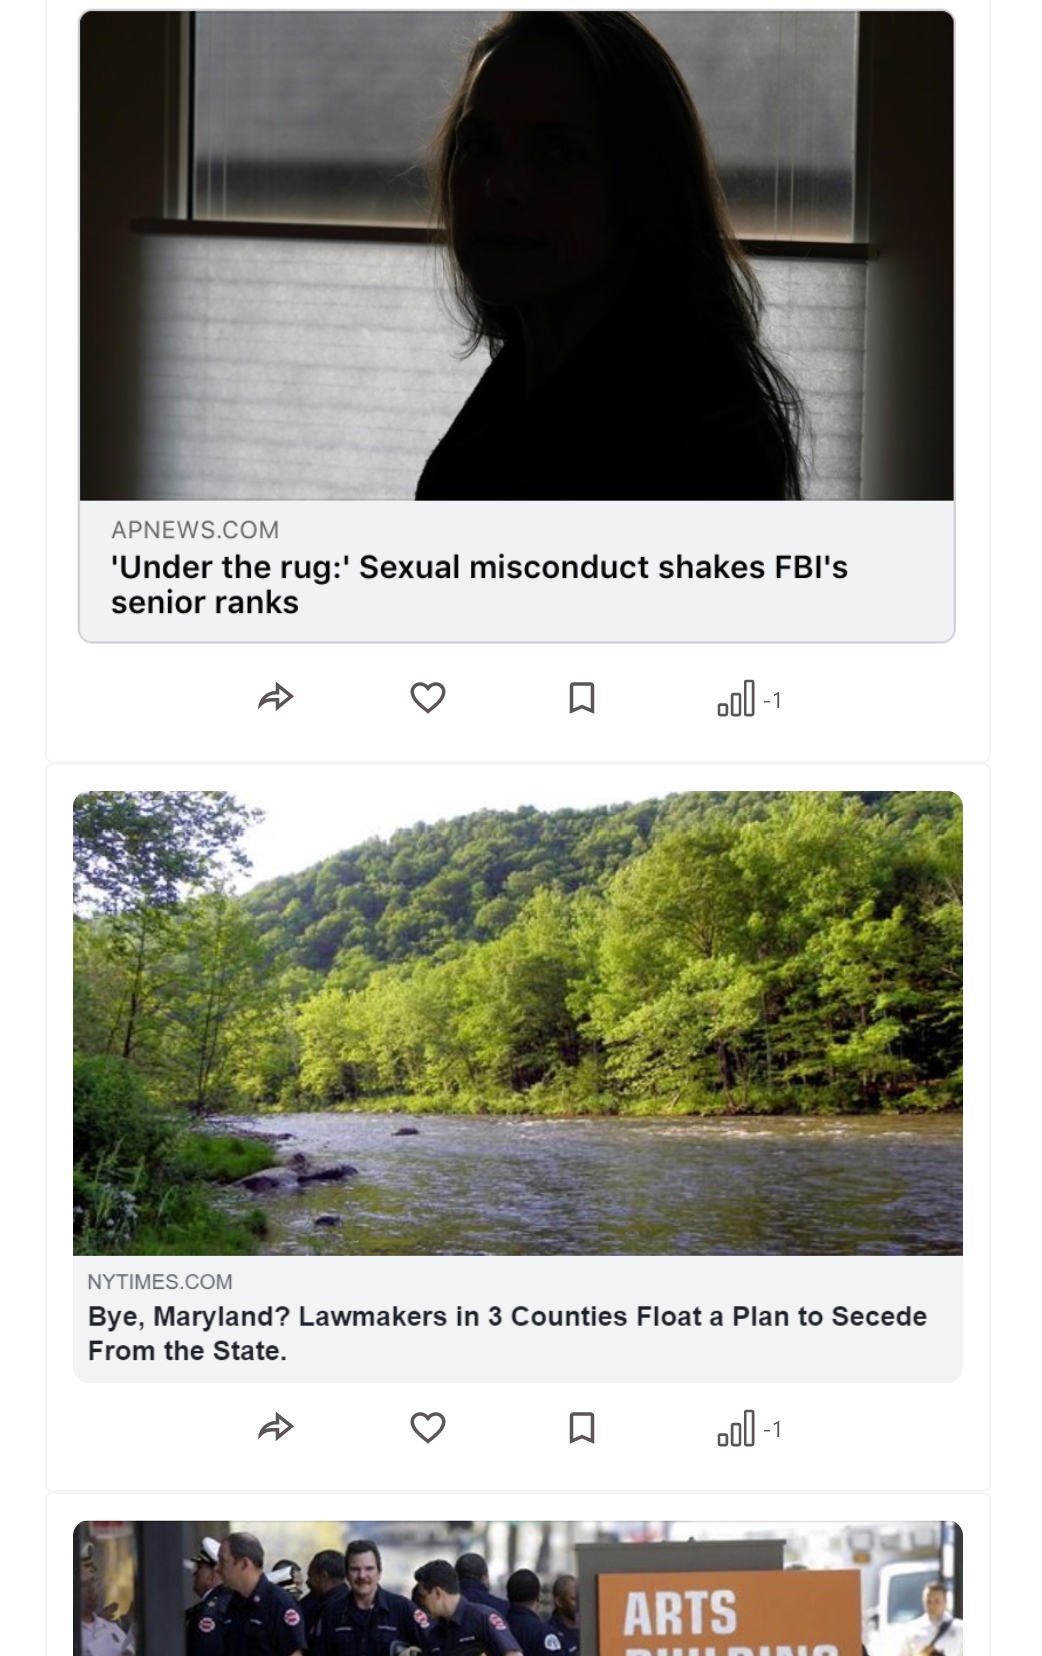 APNEWS.COM
'Under the rug:' Sexual misconduct shakes FBI's
senior ranks
-1
NYTIMES.COM
Bye, Maryland? Lawmakers in 3 Counties Float a Plan to Secede
From the State.
-1
ARTS
BUILDING